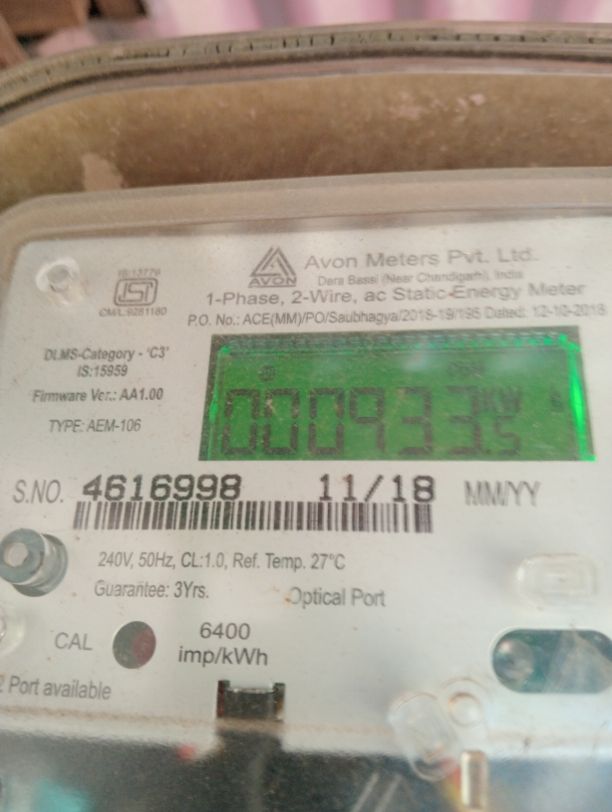 Avon Meters Pvt. Ltd.
AVON
Dera Bassi (Near Chandigarh), India
1-Phase, 2-Wire, ac Static Energy Meter
P.O. No.: ACE(MM)/PO/Saubhagya/2018-19/195 Dated: 12-10-2018
IS:13779
ISI
CM/L:9281180
DLMS-Category - 'C3'
IS:15959
Firmware Ver.: AA1.00
TYPE: AEM-106
000933
S.NO. 4616998 11/18 MM/YY
240V, 50Hz, CL:1.0, Ref. Temp. 27°C
Guarantee: 3Yrs.
Optical Port
CAL
6400
imp/kWh
Port available